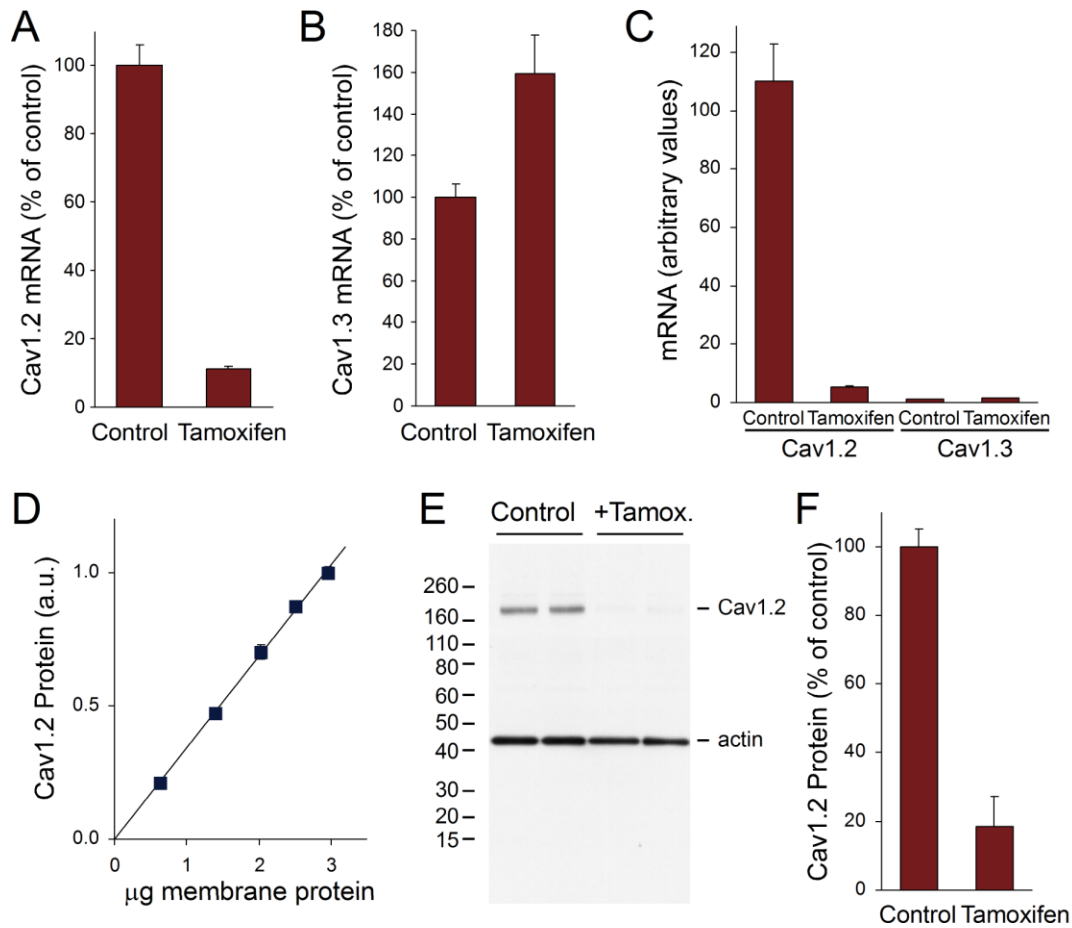 A
Cav1.2 mRNA (% of control)
100
80
60
40
20
0
Control Tamoxifen
B
Cav1.3 mRNA (% of control)
180
160
140
120
100
80
60
40
20
0
Control Tamoxifen
C
mRNA (arbitrary values)
120
100
80
60
40
20
0
Control Tamoxifen Control Tamoxifen
Cav1.2 Cav1.3
D
Cav1.2 Protein (a.u.)
1.0
0.5
0.0
0 1 2 3
μg membrane protein
E
Control +Tamox.
260
160
110
80
60
50
40
30
20
15
Cav1.2
actin
F
Cav1.2 Protein (% of control)
100
80
60
40
20
0
Control Tamoxifen